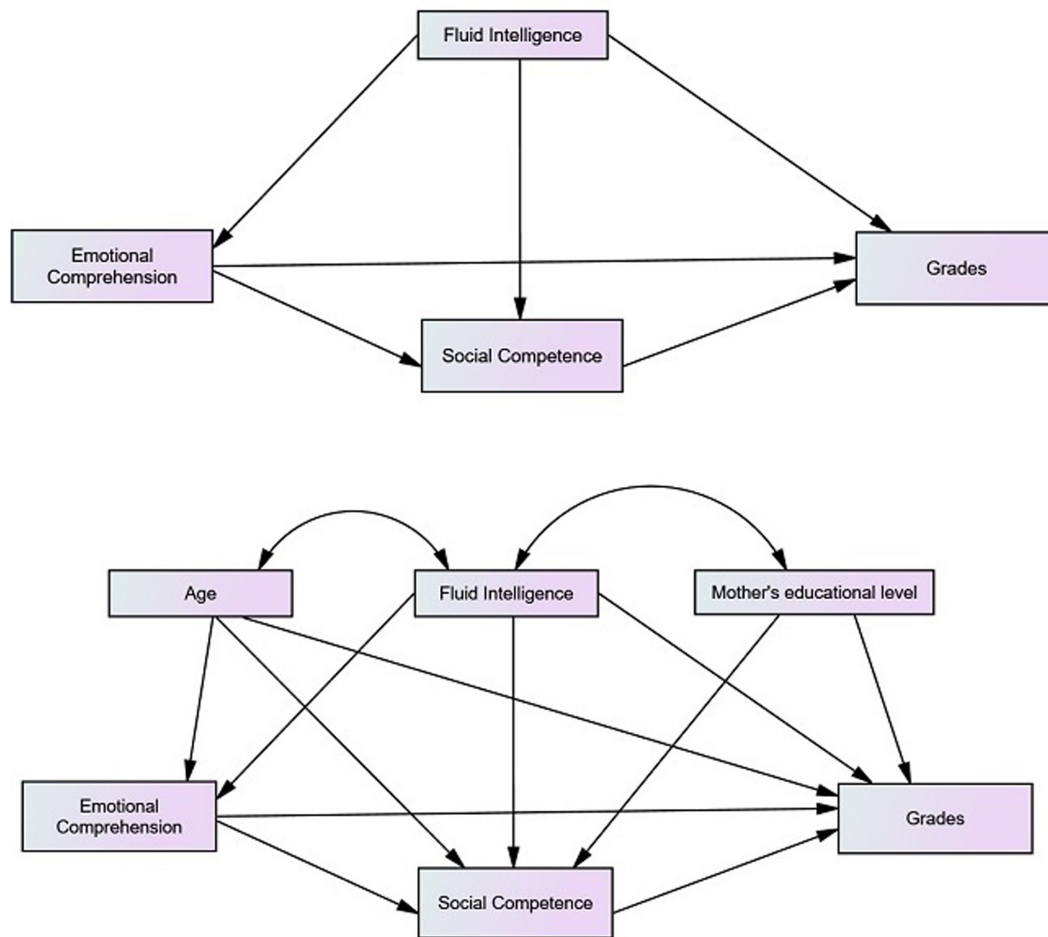 Fluid Intelligence
Emotional
Comprehension
Grades
Social Competence
Age
Fluid Intelligence
Mother's educational level
Emotional
Comprehension
Grades
Social Competence